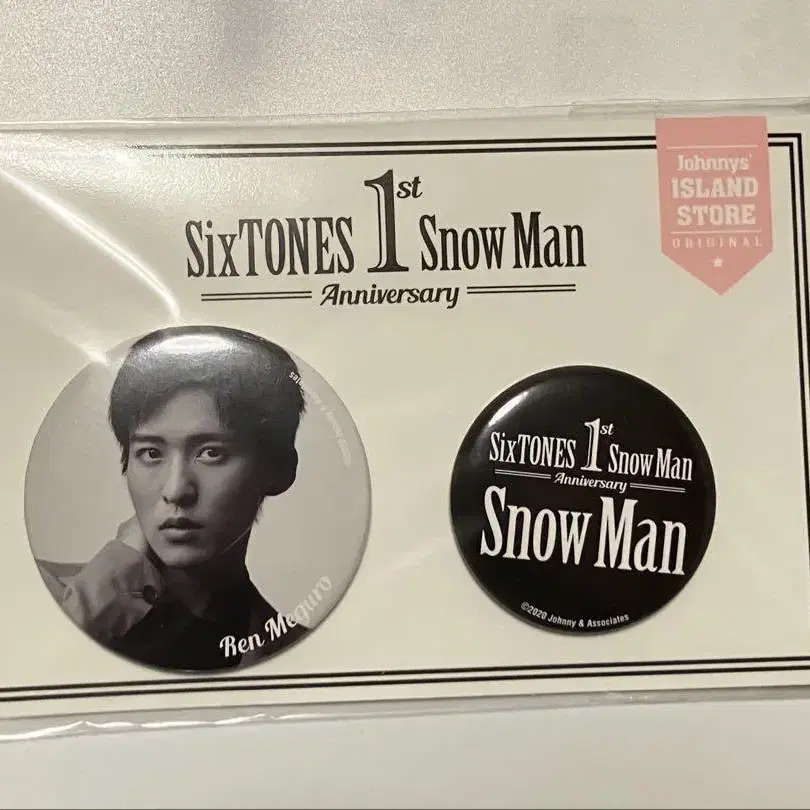 SixTONES 1st Snow Man
Anniversary
Johnnys'
ISLAND
STORE
ORIGINAL
Ren Meguro
SixTONES 1st Snow Man
Anniversary
Snow Man
©2020 Johnny & Associates